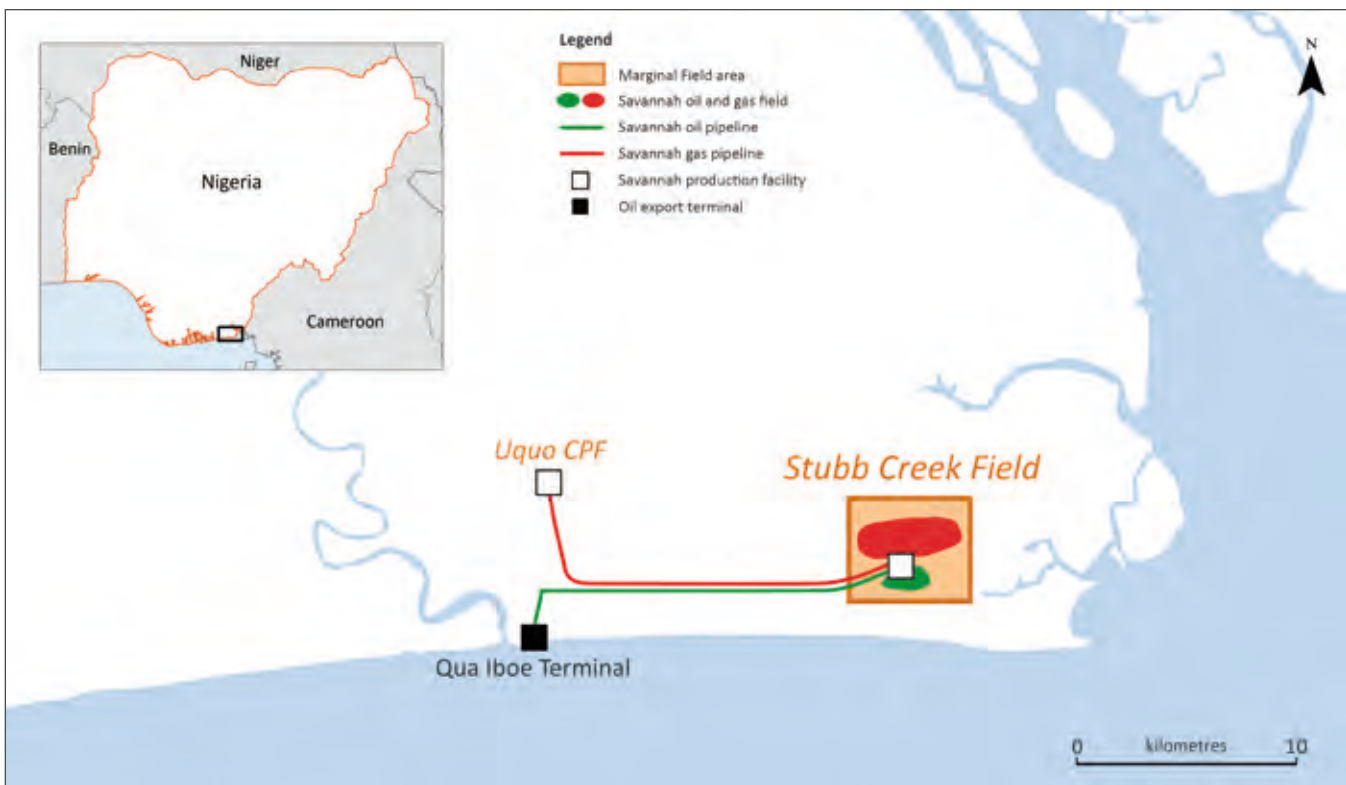 Niger
Benin
Nigeria
Cameroon
Legend
Marginal Field area
Savannah oil and gas field
Savannah oil pipeline
Savannah gas pipeline
Savannah production facility
Oil export terminal
N
Uquo CPF
Stubb Creek Field
Qua Iboe Terminal
0 kilometres 10